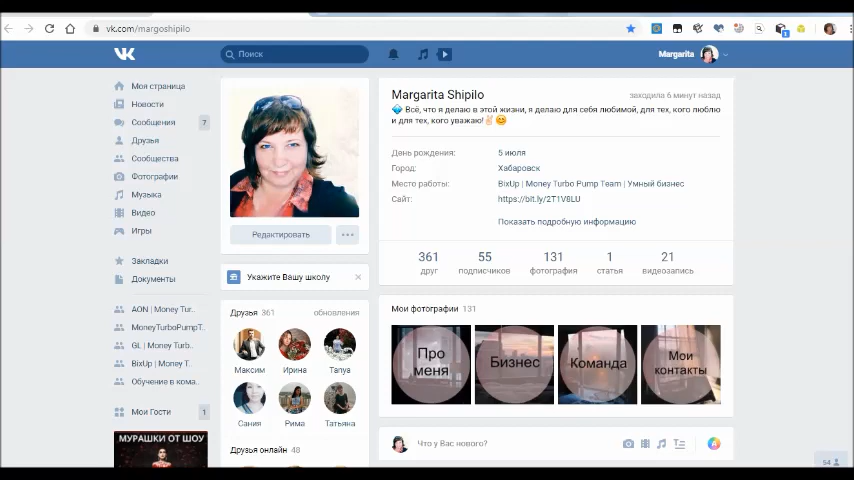 vk.com/margoshipilo
Поиск
Margarita
Моя страница
Новости
Сообщения 7
Друзья
Сообщества
Фотографии
Музыка
Видео
Игры
Закладки
Документы
AON | Money Tur..
MoneyTurboPumpT..
GL | Money Turb..
BixUp | Money T..
Обучение в кома..
Мои Гости 1
МУРАШКИ ОТ ШОУ
Редактировать
Укажите Вашу школу
Друзья 361 обновления
Максим Ирина Tanya
Сания Рима Татьяна
Друзья онлайн 48
Margarita Shipilo заходила 6 минут назад
Всё, что я делаю в этой жизни, я делаю для себя любимой, для тех, кого люблю
и для тех, кого уважаю!
День рождения: 5 июля
Город: Хабаровск
Место работы: BixUp | Money Turbo Pump Team | Умный бизнес
Сайт: https://bit.ly/2T1V8LU
Показать подробную информацию
361 55 131 1 21
друг подписчиков фотография статья видеозапись
Мои фотографии 131
Про
меня
Бизнес
Команда
Мои
контакты
Что у Вас нового?
54